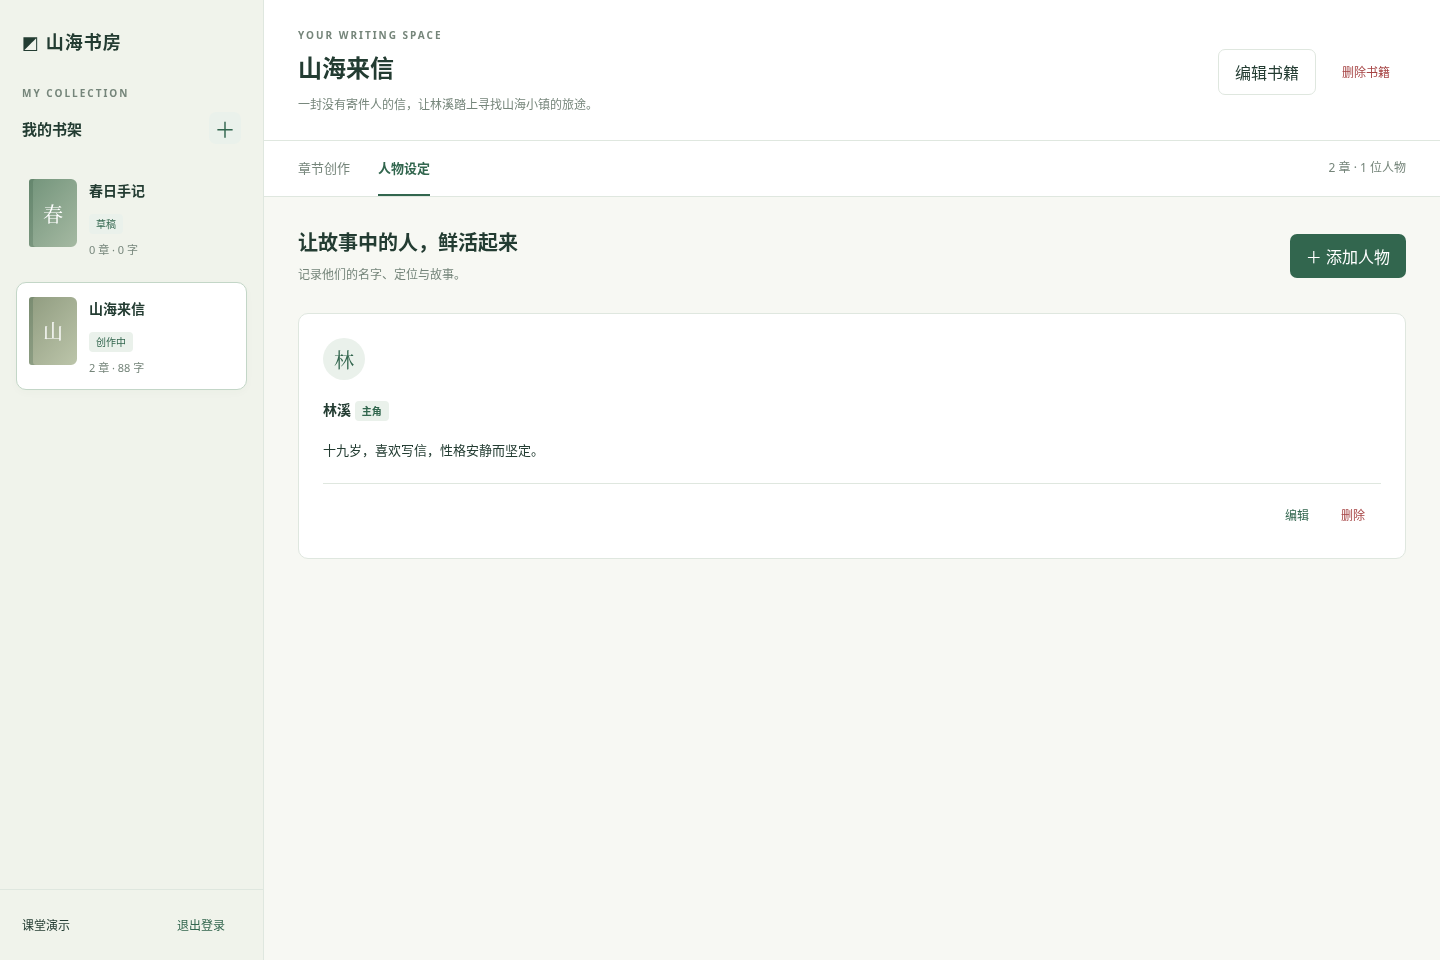 山海书房
MY COLLECTION
我的书架
＋
春
春日手记
草稿
0 章 · 0 字
山
山海来信
创作中
2 章 · 88 字
课堂演示
退出登录
YOUR WRITING SPACE
山海来信
一封没有寄件人的信，让林溪踏上寻找山海小镇的旅途。
编辑书籍
删除书籍
章节创作
人物设定
2 章 · 1 位人物
让故事中的人，鲜活起来
记录他们的名字、定位与故事。
＋ 添加人物
林
林溪 主角
十九岁，喜欢写信，性格安静而坚定。
编辑
删除